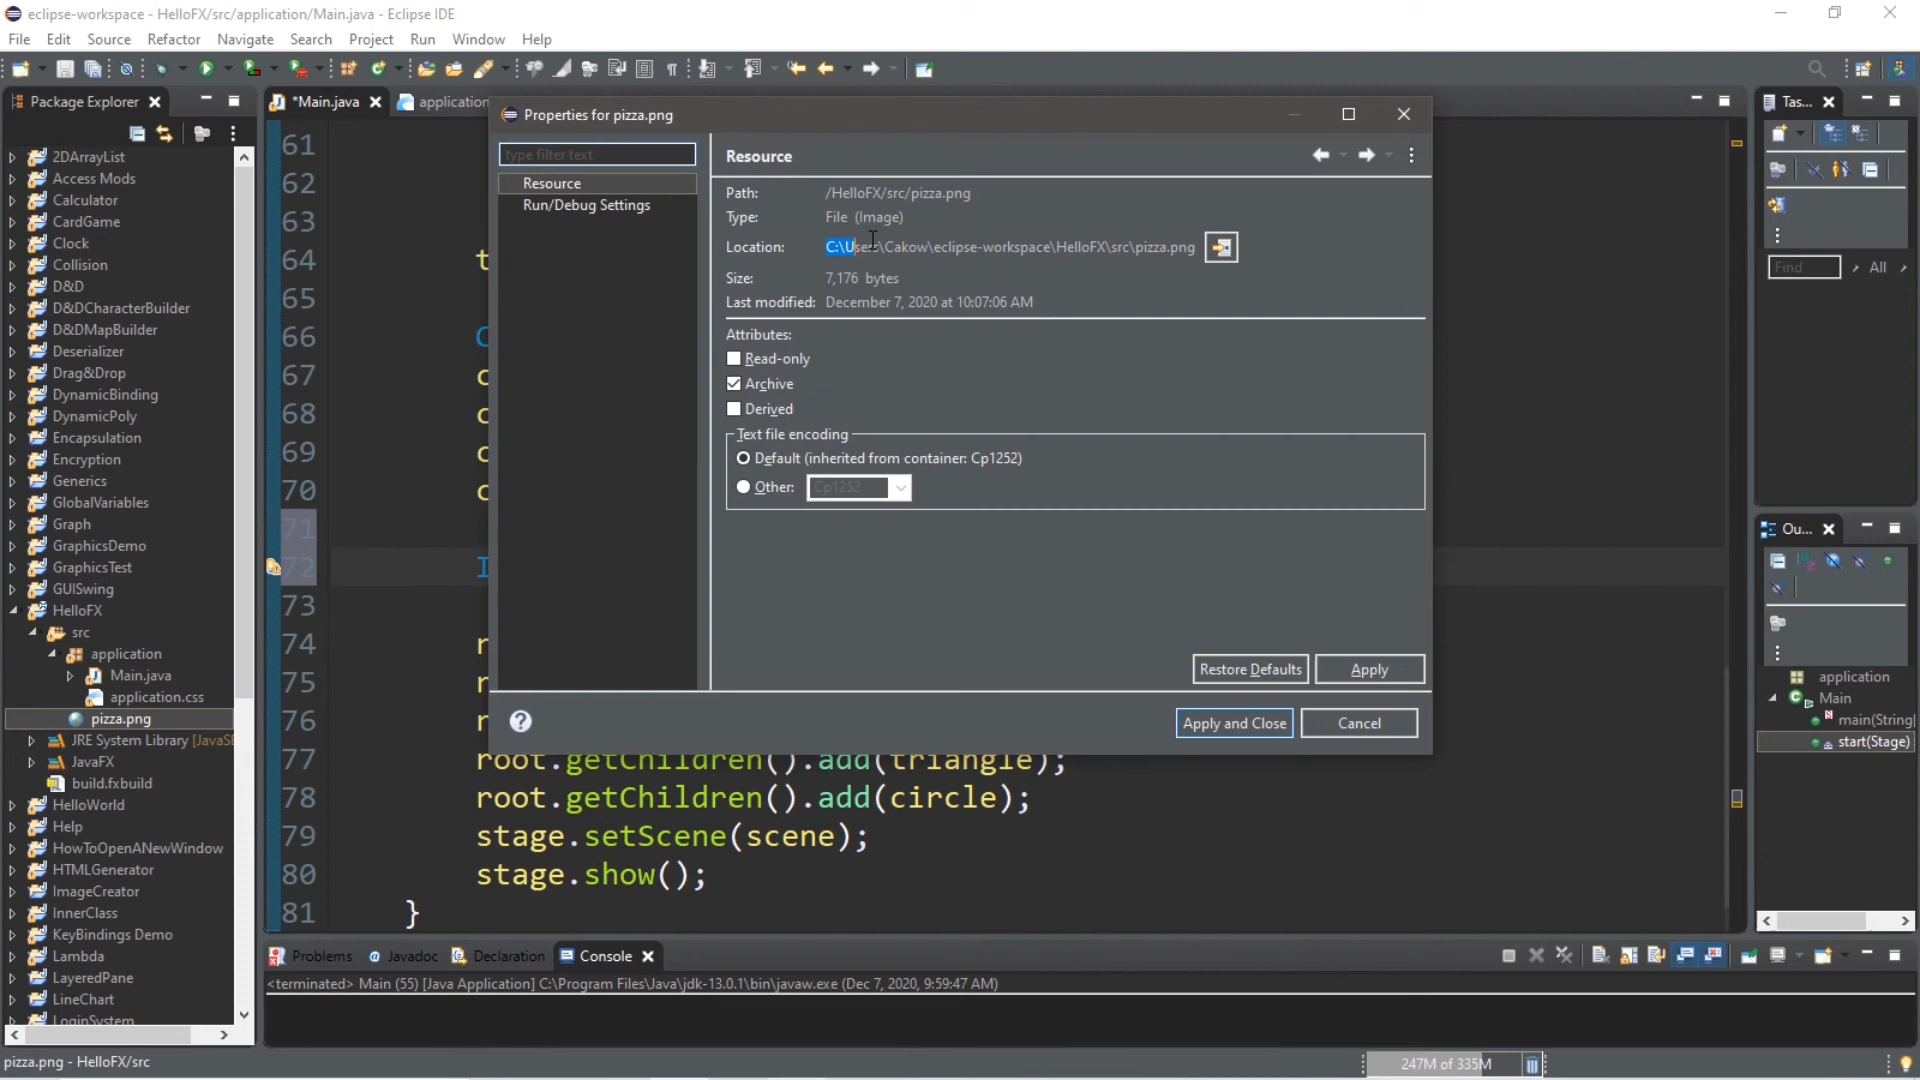 eclipse-workspace - HelloFX/src/application/Main.java - Eclipse IDE
File Edit Source Refactor Navigate Search Project Run Window Help
Package Explorer
*Main.java
application
Tas...
2DArrayList
Access Mods
Calculator
CardGame
Clock
Collision
D&D
D&DCharacterBuilder
D&DMapBuilder
Deserializer
Drag&Drop
DynamicBinding
DynamicPoly
Encapsulation
Encryption
Generics
GlobalVariables
Graph
GraphicsDemo
GraphicsTest
GUISwing
HelloFX
src
application
Main.java
application.css
pizza.png
JRE System Library [JavaSE
JavaFX
build.fxbuild
HelloWorld
Help
HowToOpenANewWindow
HTMLGenerator
ImageCreator
InnerClass
KeyBindings Demo
Lambda
LayeredPane
LineChart
LoginSystem
61
62
63
64 t
65
66 C
67 c
68 c
69 c
70 c
71
72 I
73
74 r
75 r
76 r
77 root.getChildren().add(triangle);
78 root.getChildren().add(circle);
79 stage.setScene(scene);
80 stage.show();
81 }
Properties for pizza.png
type filter text
Resource
Run/Debug Settings
Resource
Path: /HelloFX/src/pizza.png
Type: File (Image)
Location: C:\Users\Cakow\eclipse-workspace\HelloFX\src\pizza.png
Size: 7,176 bytes
Last modified: December 7, 2020 at 10:07:06 AM
Attributes:
Read-only
Archive
Derived
Text file encoding
Default (inherited from container: Cp1252)
Other: Cp1252
Restore Defaults Apply
Apply and Close Cancel
Find All
Ou...
application
Main
main(String[
start(Stage)
Problems Javadoc Declaration Console
<terminated> Main (55) [Java Application] C:\Program Files\Java\jdk-13.0.1\bin\javaw.exe (Dec 7, 2020, 9:59:47 AM)
pizza.png - HelloFX/src
247M of 335M